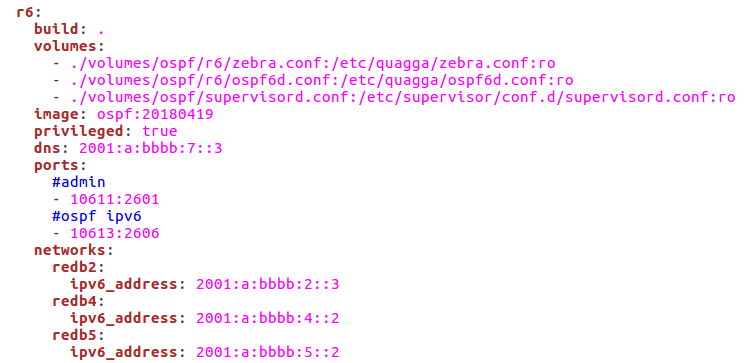 r6:
  build: .
  volumes:
    - ./volumes/ospf/r6/zebra.conf:/etc/quagga/zebra.conf:ro
    - ./volumes/ospf/r6/ospf6d.conf:/etc/quagga/ospf6d.conf:ro
    - ./volumes/ospf/supervisord.conf:/etc/supervisor/conf.d/supervisord.conf:ro
  image: ospf:20180419
  privileged: true
  dns: 2001:a:bbbb:7::3
  ports:
    #admin
    - 10611:2601
    #ospf ipv6
    - 10613:2606
  networks:
    redb2:
      ipv6_address: 2001:a:bbbb:2::3
    redb4:
      ipv6_address: 2001:a:bbbb:4::2
    redb5:
      ipv6_address: 2001:a:bbbb:5::2